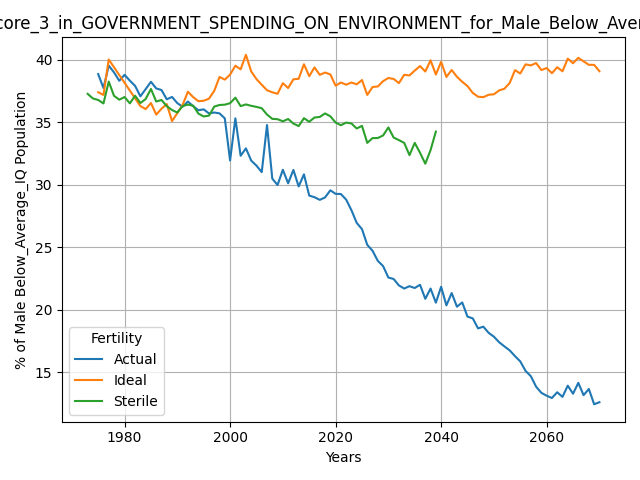 core_3_in_GOVERNMENT_SPENDING_ON_ENVIRONMENT_for_Male_Below_Aver
% of Male Below_Average_IQ Population
40
35
30
25
20
15
Fertility
Actual
Ideal
Sterile
1980
2000
2020
2040
2060
Years